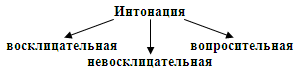 Интонация
восклицательная вопросительная
невосклицательная